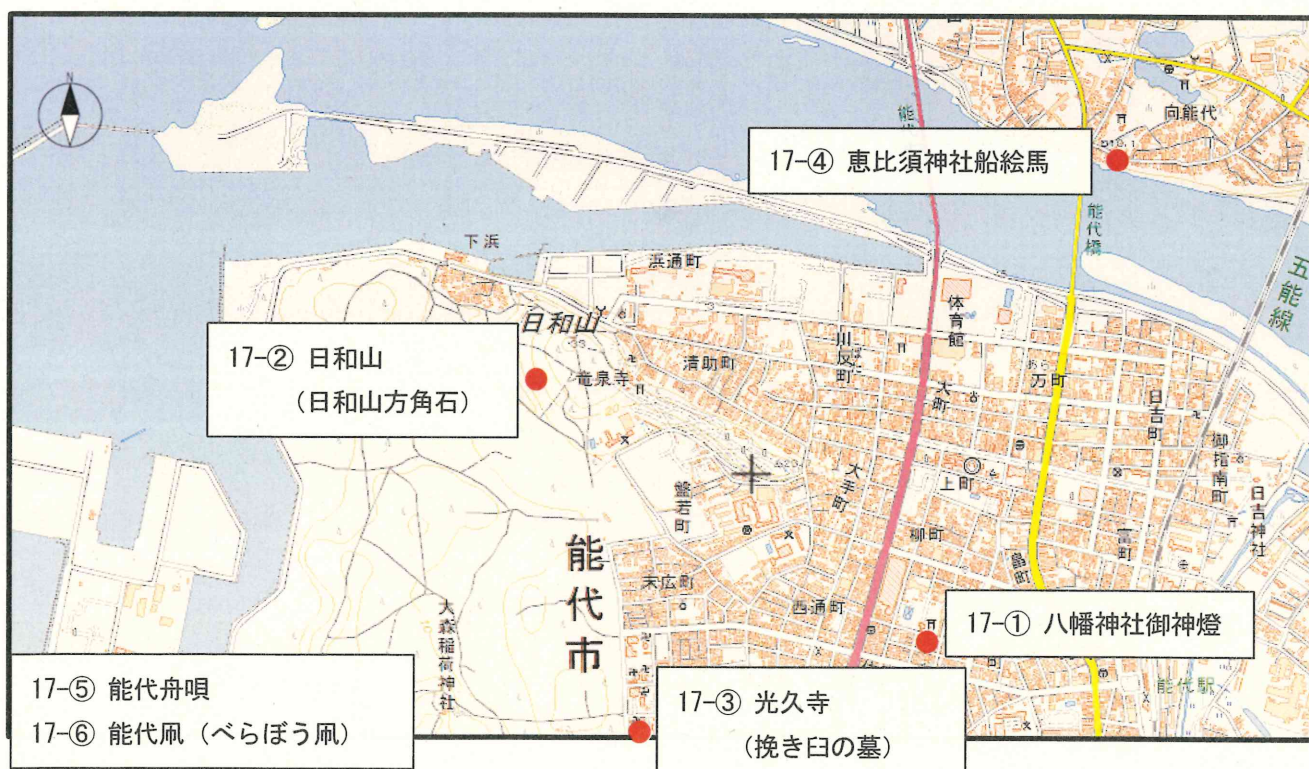 N
向能代
17-④ 恵比須神社船絵馬
能代橋
五能線
下浜
浜通町
日和山
体育館
17-② 日和山
(日和山方角石)
竜泉寺
清助町
川反町
大町
あら
万町
日吉町
御指南町
日吉神社
上町
大手町
盤若町
柳町
富町
畠町
能代市
末広町
西通町
大森稲荷神社
17-① 八幡神社御神燈
能代駅
17-③ 光久寺
(挽き臼の墓)
17-⑤ 能代舟唄
17-⑥ 能代凧(べらぼう凧)